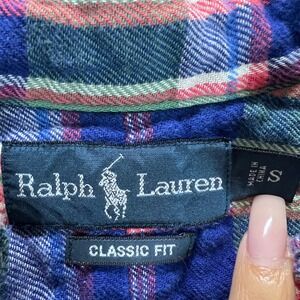 Ralph Lauren
MADE IN
CHINA
S
CLASSIC FIT